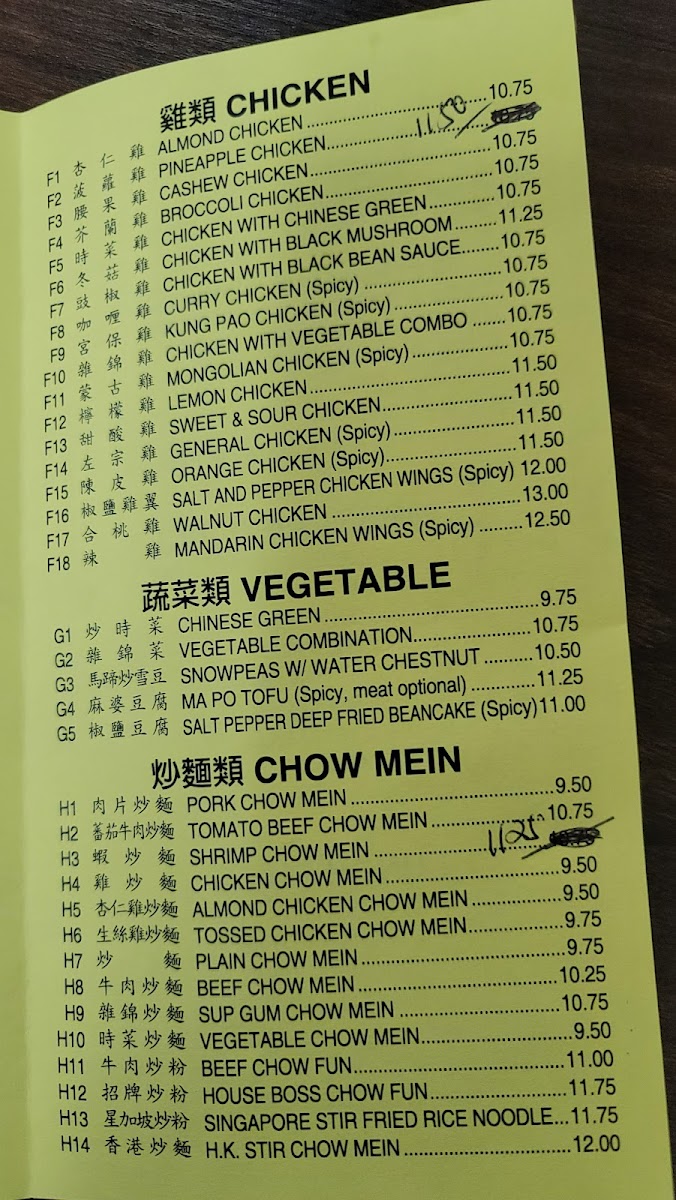 雞類 CHICKEN
F1 杏仁雞 ALMOND CHICKEN 10.75
F2 菠蘿雞 PINEAPPLE CHICKEN 11.50
F3 腰果雞 CASHEW CHICKEN 10.75
F4 芥蘭雞 BROCCOLI CHICKEN 10.75
F5 時菜雞 CHICKEN WITH CHINESE GREEN 10.75
F6 冬菇雞 CHICKEN WITH BLACK MUSHROOM 11.25
F7 豉椒雞 CHICKEN WITH BLACK BEAN SAUCE 10.75
F8 咖喱雞 CURRY CHICKEN (Spicy) 10.75
F9 宮保雞 KUNG PAO CHICKEN (Spicy) 10.75
F10 雜錦雞 CHICKEN WITH VEGETABLE COMBO 10.75
F11 蒙古雞 MONGOLIAN CHICKEN (Spicy) 10.75
F12 檸檬雞 LEMON CHICKEN 11.50
F13 甜酸雞 SWEET & SOUR CHICKEN 11.50
F14 左宗雞 GENERAL CHICKEN (Spicy) 11.50
F15 陳皮雞 ORANGE CHICKEN (Spicy) 11.50
F16 椒鹽雞翼 SALT AND PEPPER CHICKEN WINGS (Spicy) 12.00
F17 合桃雞 WALNUT CHICKEN 13.00
F18 辣雞 MANDARIN CHICKEN WINGS (Spicy) 12.50
蔬菜類 VEGETABLE
G1 炒時菜 CHINESE GREEN 9.75
G2 雜錦菜 VEGETABLE COMBINATION 10.75
G3 馬蹄炒雪豆 SNOWPEAS W/ WATER CHESTNUT 10.50
G4 麻婆豆腐 MA PO TOFU (Spicy, meat optional) 11.25
G5 椒鹽豆腐 SALT PEPPER DEEP FRIED BEANCAKE (Spicy) 11.00
炒麵類 CHOW MEIN
H1 肉片炒麵 PORK CHOW MEIN 9.50
H2 蕃茄牛肉炒麵 TOMATO BEEF CHOW MEIN 10.75
H3 蝦炒麵 SHRIMP CHOW MEIN 11.25
H4 雞炒麵 CHICKEN CHOW MEIN 9.50
H5 杏仁雞炒麵 ALMOND CHICKEN CHOW MEIN 9.50
H6 生絲雞炒麵 TOSSED CHICKEN CHOW MEIN 9.75
H7 炒麵 PLAIN CHOW MEIN 9.75
H8 牛肉炒麵 BEEF CHOW MEIN 10.25
H9 雜錦炒麵 SUP GUM CHOW MEIN 10.75
H10 時菜炒麵 VEGETABLE CHOW MEIN 9.50
H11 牛肉炒粉 BEEF CHOW FUN 11.00
H12 招牌炒粉 HOUSE BOSS CHOW FUN 11.75
H13 星加坡炒粉 SINGAPORE STIR FRIED RICE NOODLE 11.75
H14 香港炒麵 H.K. STIR CHOW MEIN 12.00